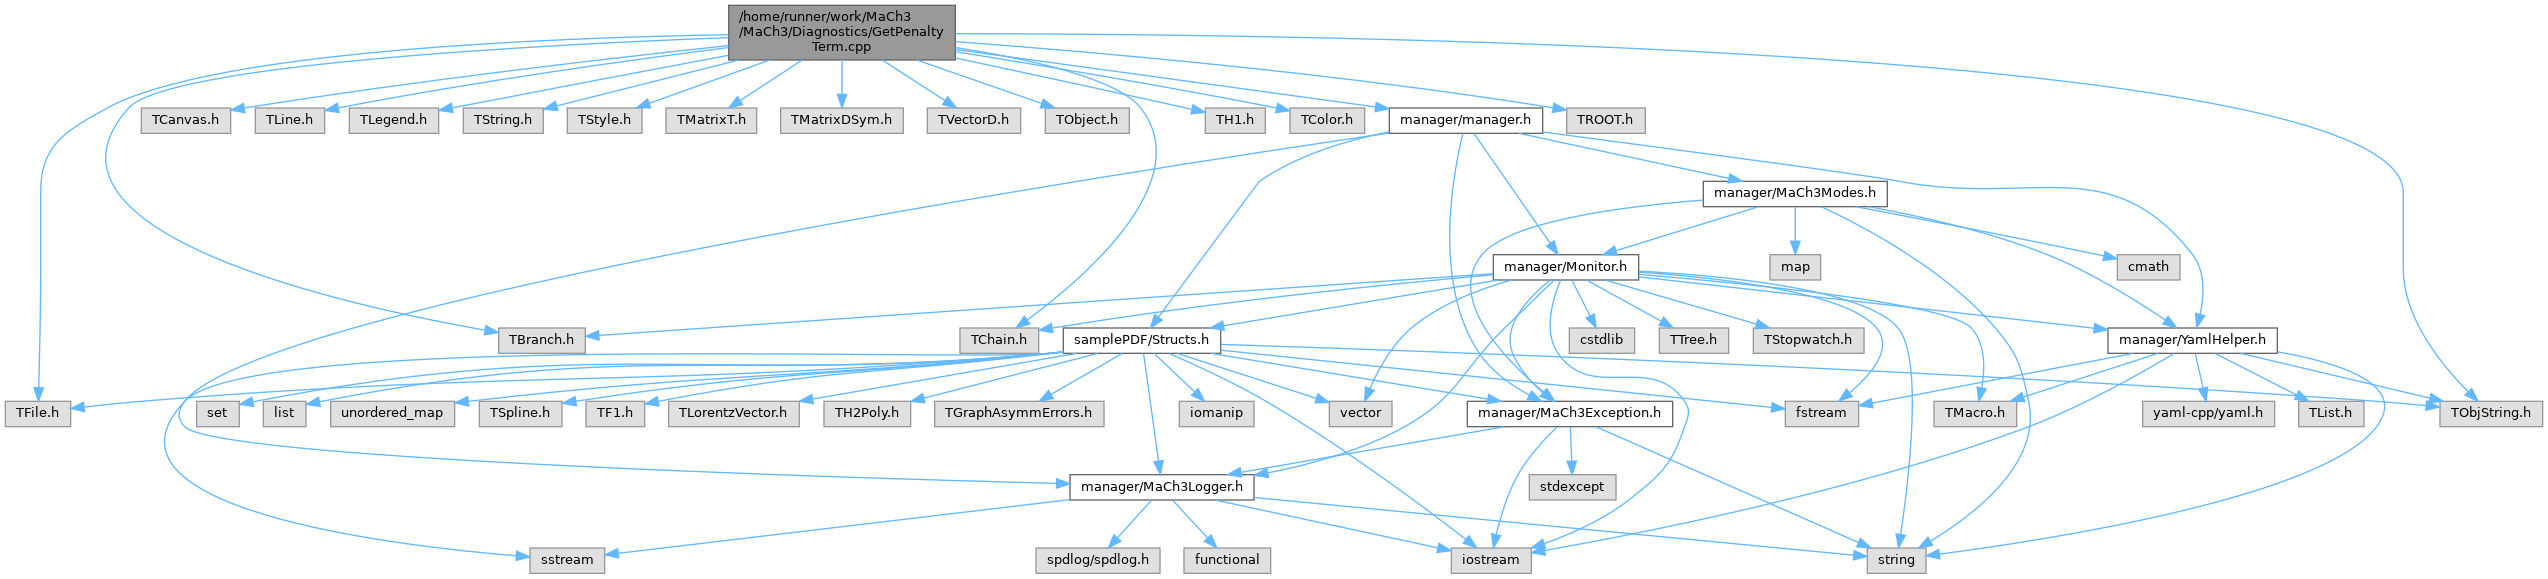 /home/runner/work/MaCh3
/MaCh3/Diagnostics/GetPenalty
Term.cpp
TCanvas.h
TLine.h
TLegend.h
TString.h
TStyle.h
TMatrixT.h
TMatrixDSym.h
TVectorD.h
TObject.h
TH1.h
TColor.h
manager/manager.h
TROOT.h
manager/MaCh3Modes.h
manager/Monitor.h
map
cmath
TBranch.h
TChain.h
samplePDF/Structs.h
cstdlib
TTree.h
TStopwatch.h
manager/YamlHelper.h
TFile.h
set
list
unordered_map
TSpline.h
TF1.h
TLorentzVector.h
TH2Poly.h
TGraphAsymmErrors.h
iomanip
vector
manager/MaCh3Exception.h
fstream
TMacro.h
yaml-cpp/yaml.h
TList.h
TObjString.h
manager/MaCh3Logger.h
stdexcept
sstream
spdlog/spdlog.h
functional
iostream
string